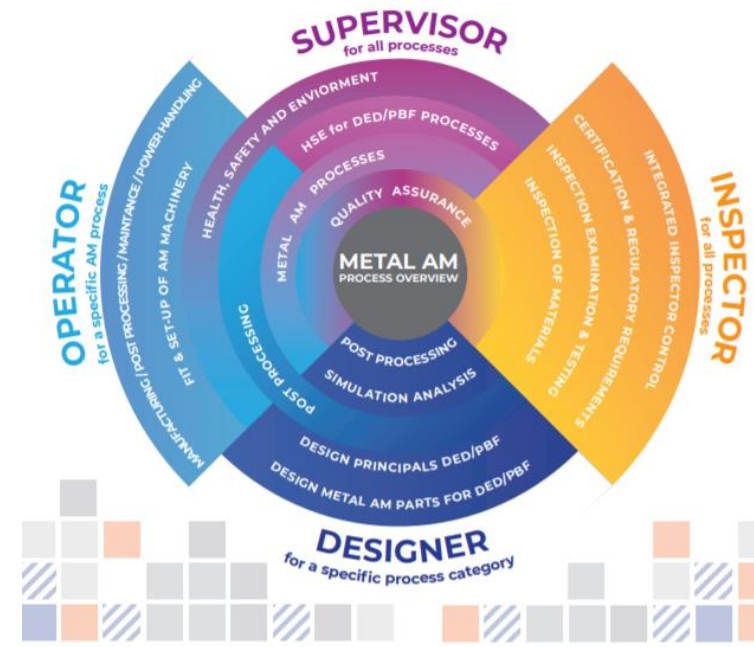 SUPERVISOR
for all processes
HEALTH, SAFETY AND ENVIORMENT
HSE for DED/PBF PROCESSES
METAL AM PROCESSES
QUALITY ASSURANCE
METAL AM
PROCESS OVERVIEW
OPERATOR
for a specific AM process
MANUFACTURING / POST PROCESSING / MAINTANCE / POWER HANDLING
FIT & SET-UP OF AM MACHINERY
POST PROCESSING
INSPECTOR
for all processes
INTEGRATED INSPECTOR CONTROL
CERTIFICATION & REGULATORY REQUIREMENTS
INSPECTION EXAMINATION & TESTING
INSPECTION OF MATERIALS
POST PROCESSING
SIMULATION ANALYSIS
DESIGN PRINCIPALS DED/PBF
DESIGN METAL AM PARTS FOR DED/PBF
DESIGNER
for a specific process category